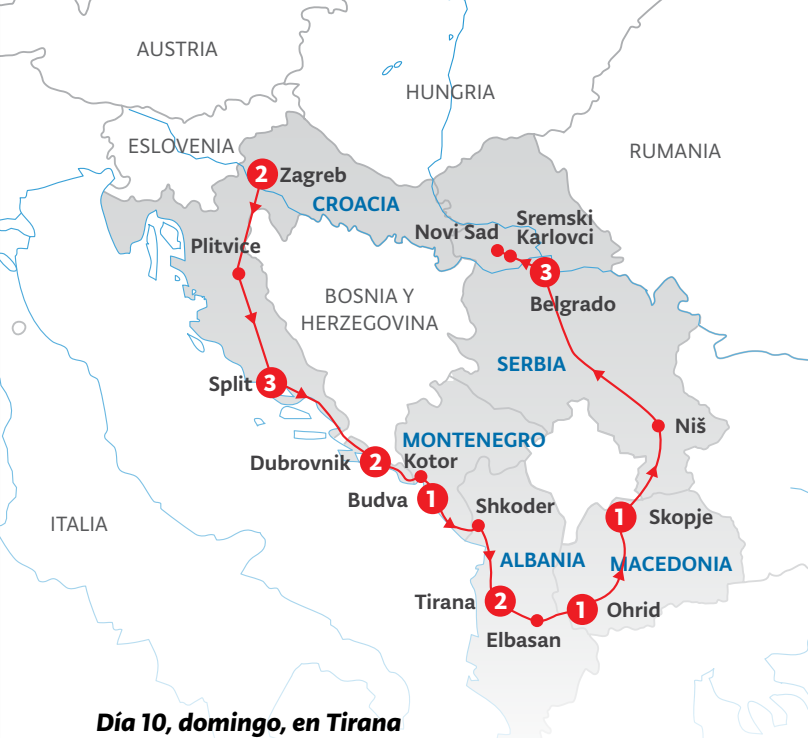 AUSTRIA
HUNGRIA
ESLOVENIA
RUMANIA
2 Zagreb
CROACIA
Sremski
Karlovci
Novi Sad
Plitvice
3
Belgrado
BOSNIA Y
HERZEGOVINA
SERBIA
Split 3
Niš
MONTENEGRO
Dubrovnik 2
Kotor
Budva 1
Shkoder
1 Skopje
ITALIA
ALBANIA
MACEDONIA
Tirana 2
1 Ohrid
Elbasan
Día 10, domingo, en Tirana